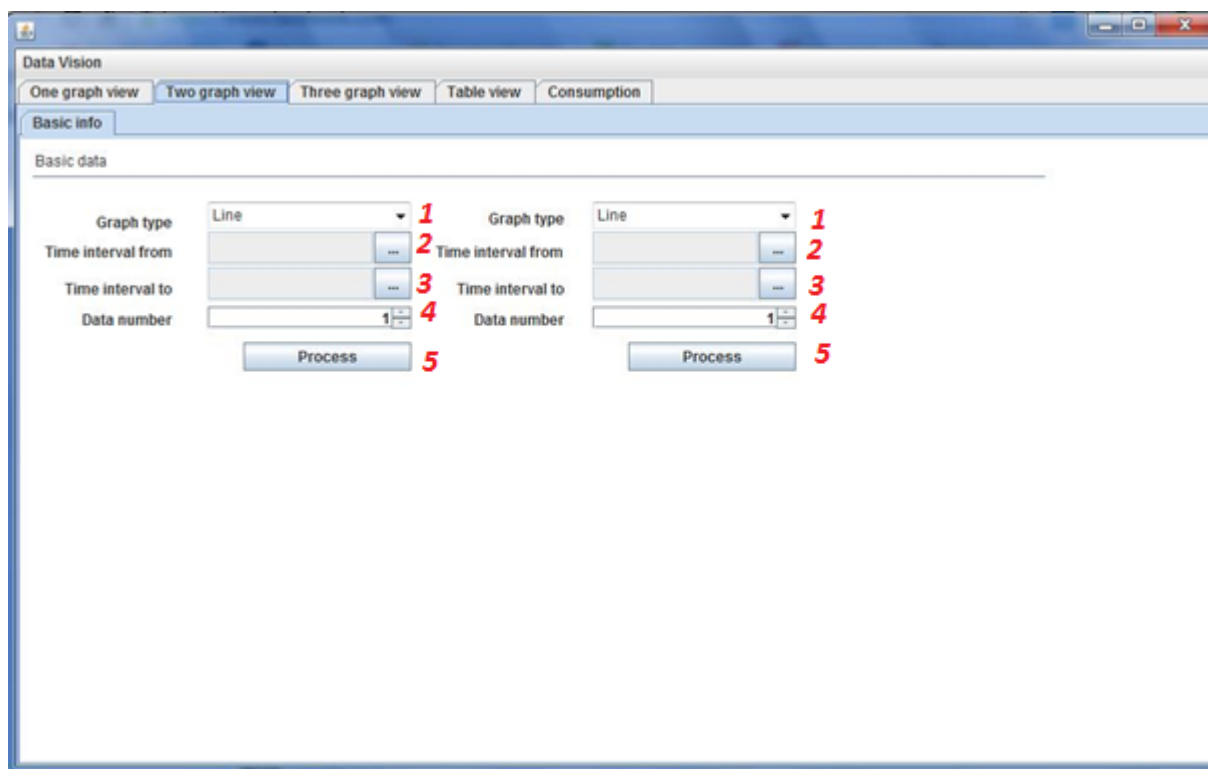 Data Vision
One graph view Two graph view Three graph view Table view Consumption
Basic info
Basic data
Graph type Line 1 Graph type Line 1
Time interval from ... 2 Time interval from ... 2
Time interval to ... 3 Time interval to ... 3
Data number 1 4 Data number 1 4
Process 5 Process 5